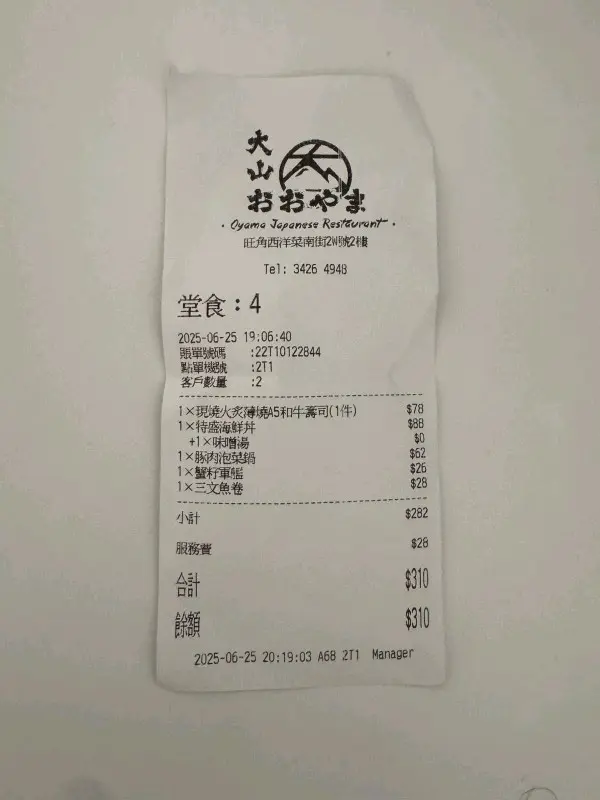 大山
おおやま
· Oyama Japanese Restaurant ·
旺角西洋菜南街2W號2樓
Tel: 3426 4948
堂食：4
2025-06-25 19:06:40
賬單號碼 :22T10122844
點單機號 :2T1
客戶數量 :2
1×現燒火炙薄燒A5和牛壽司(1件) $78
1×特盛海鮮丼 $88
+1×味噌湯 $0
1×豚肉泡菜鍋 $62
1×蟹籽軍艦 $26
1×三文魚卷 $28
小計 $282
服務費 $28
合計 $310
餘額 $310
2025-06-25 20:19:03 A68 2T1 Manager